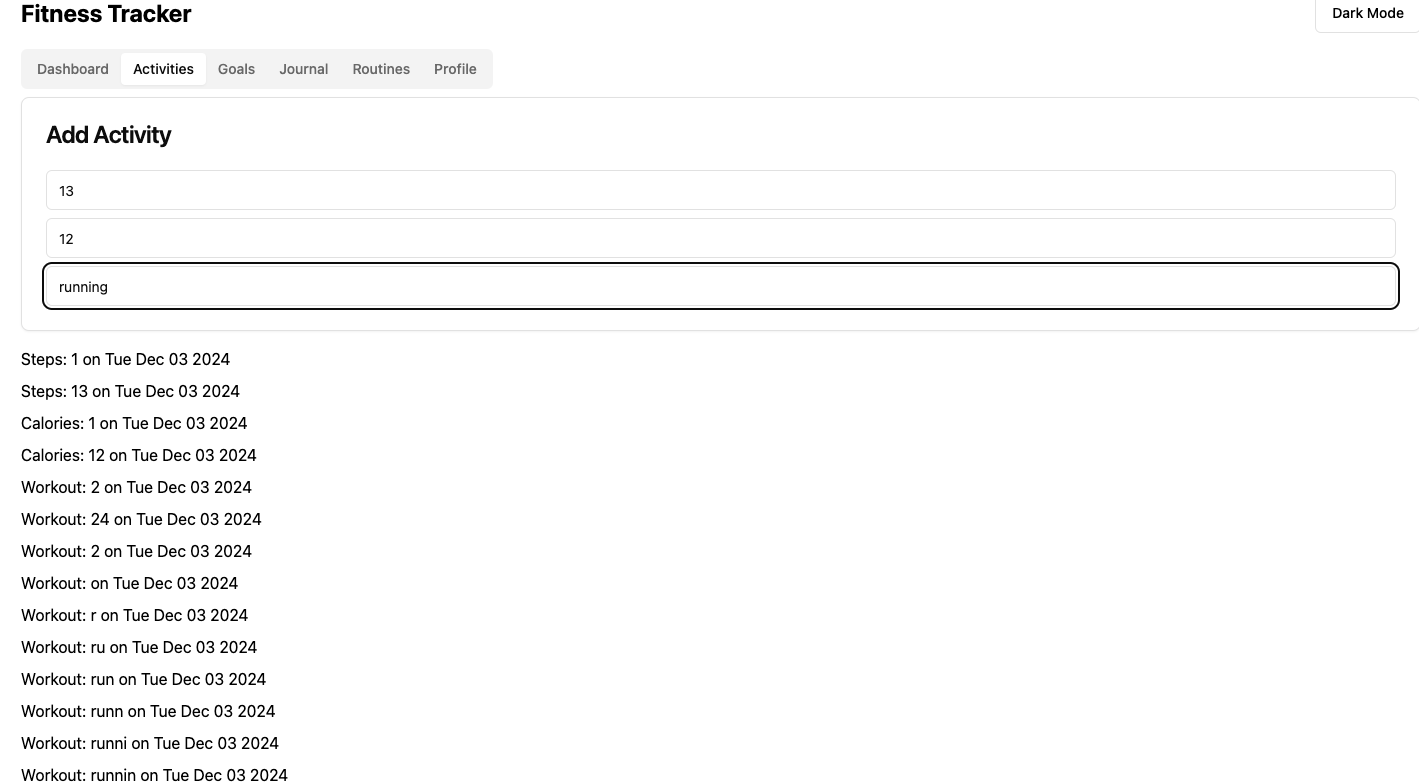 Fitness Tracker
Dark Mode
Dashboard Activities Goals Journal Routines Profile
Add Activity
13
12
running
Steps: 1 on Tue Dec 03 2024
Steps: 13 on Tue Dec 03 2024
Calories: 1 on Tue Dec 03 2024
Calories: 12 on Tue Dec 03 2024
Workout: 2 on Tue Dec 03 2024
Workout: 24 on Tue Dec 03 2024
Workout: 2 on Tue Dec 03 2024
Workout: on Tue Dec 03 2024
Workout: r on Tue Dec 03 2024
Workout: ru on Tue Dec 03 2024
Workout: run on Tue Dec 03 2024
Workout: runn on Tue Dec 03 2024
Workout: runni on Tue Dec 03 2024
Workout: runnin on Tue Dec 03 2024